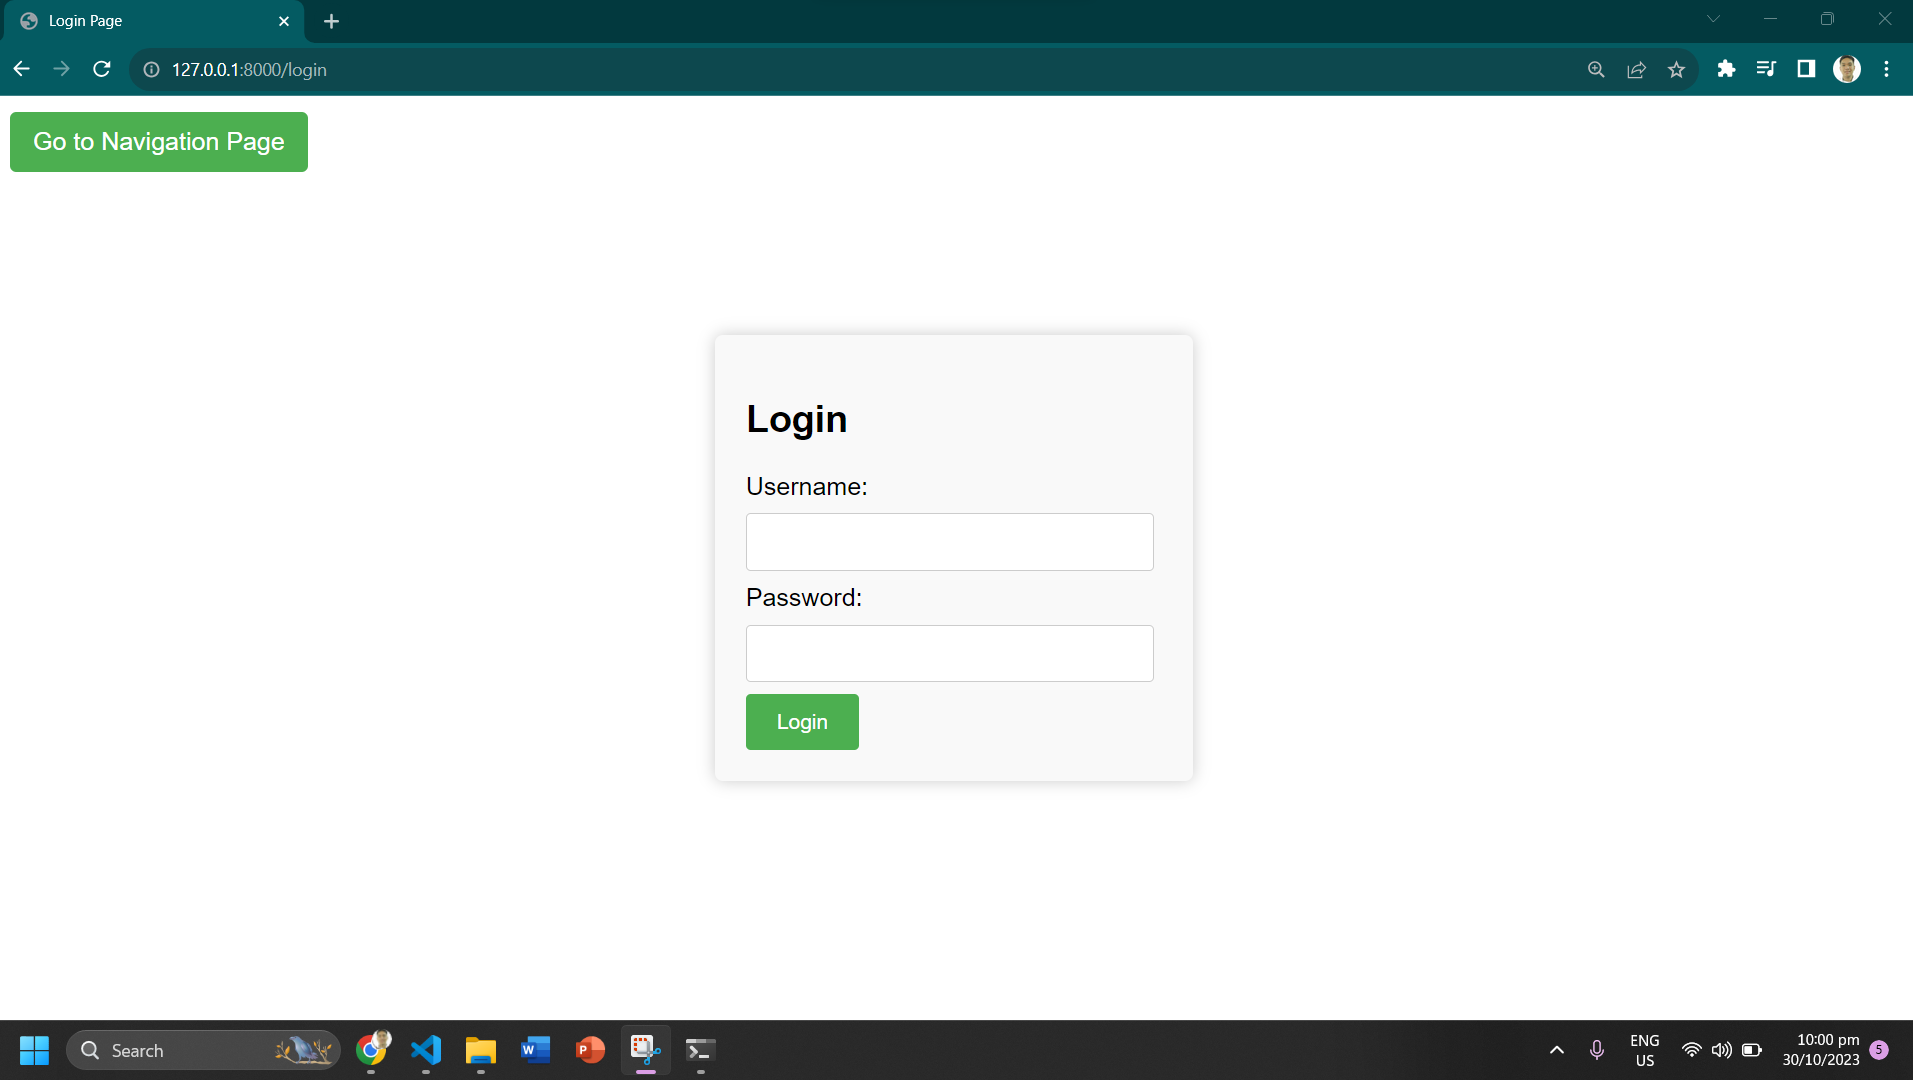 Login Page
127.0.0.1:8000/login
Go to Navigation Page
Login
Username:
Password:
Login
Search
W
P
ENG
US
10:00 pm
30/10/2023
5